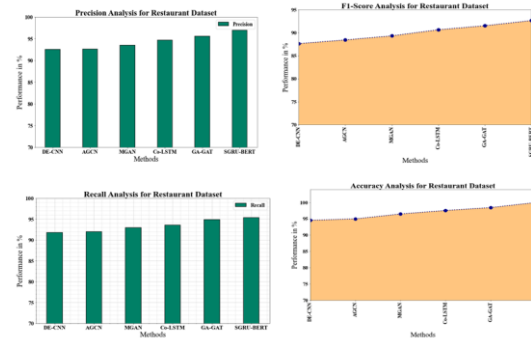 Precision Analysis for Restaurant Dataset
Precision
100
95
90
85
80
75
70
Performance in %
DE-CNN AGCN MGAN Co-LSTM GA-GAT SGRU-BERT
Methods
F1-Score Analysis for Restaurant Dataset
95
90
85
80
75
70
Performance in %
DE-CNN AGCN MGAN Co-LSTM GA-GAT
Methods
Recall Analysis for Restaurant Dataset
Recall
100
95
90
85
80
75
70
Performance in %
DE-CNN AGCN MGAN Co-LSTM GA-GAT SGRU-BERT
Methods
Accuracy Analysis for Restaurant Dataset
100
95
90
85
80
75
70
Performance in %
DE-CNN AGCN MGAN Co-LSTM GA-GAT
Methods